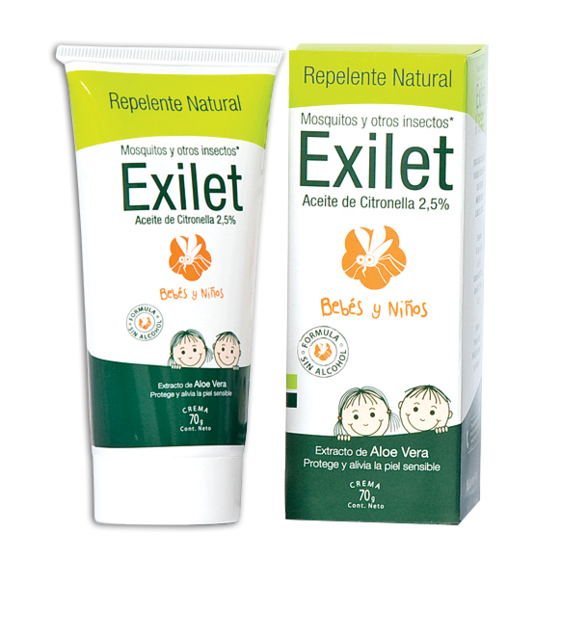 Repelente Natural
Mosquitos y otros insectos*
Exilet
Aceite de Citronella 2,5%
Bebés y Niños
FORMULA
SIN ALCOHOL
Extracto de Aloe Vera
Protege y alivia la piel sensible
CREMA
70g
Cont. Neto
Repelente Natural
Mosquitos y otros insectos*
Exilet
Aceite de Citronella 2,5%
Bebés y Niños
FORMULA
SIN ALCOHOL
Extracto de Aloe Vera
Protege y alivia la piel sensible
CREMA
70g
Cont. Neto